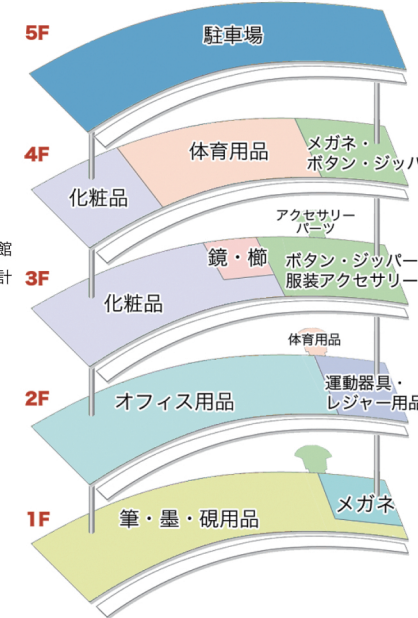 5F
駐車場
4F
体育用品
メガネ・
ボタン・ジッパ
化粧品
アクセサリー
パーツ
館
計
3F
鏡・櫛
ボタン・ジッパー
服装アクセサリー
化粧品
体育用品
2F
オフィス用品
運動器具・
レジャー用品
1F
筆・墨・硯用品
メガネ